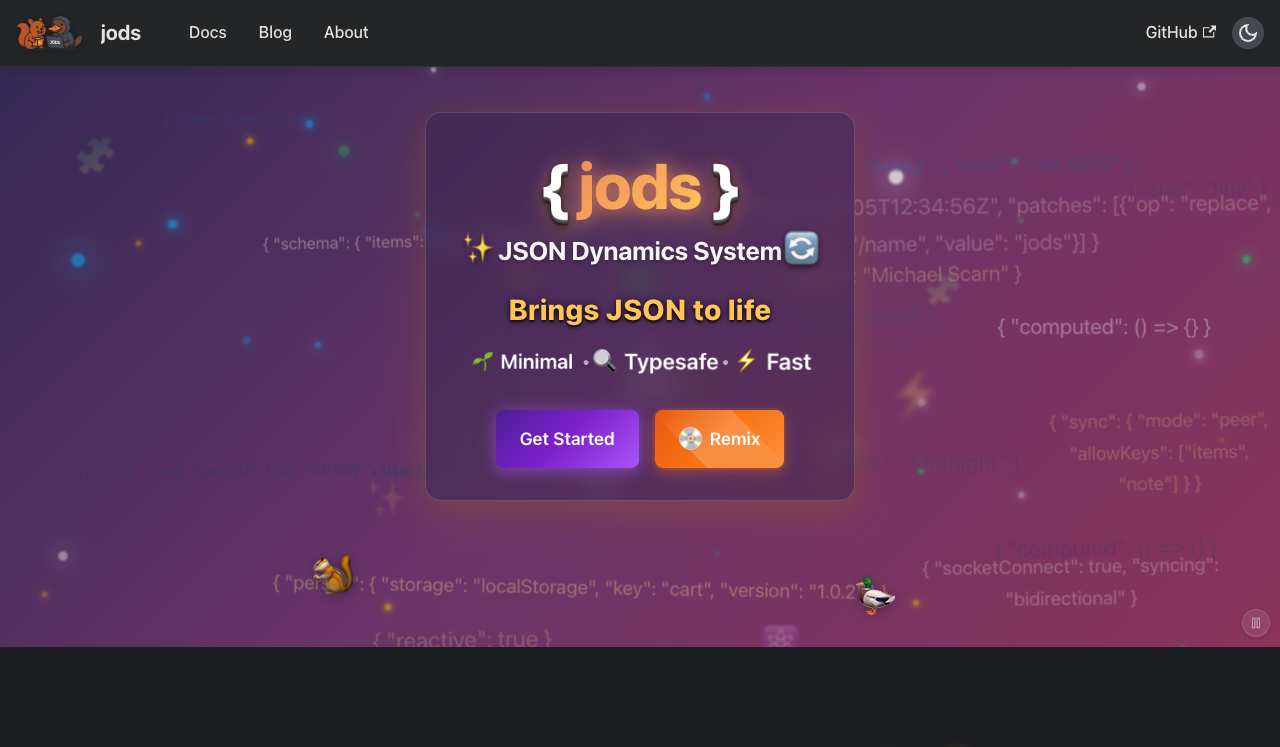 jods
Docs
Blog
About
GitHub
{ jods }
✨ JSON Dynamics System 🔄
Brings JSON to life
🌱 Minimal • 🔍 Typesafe • ⚡ Fast
Get Started
💿 Remix
{ "schema": { "items":
05T12:34:56Z", "patches": [{"op": "replace",
"/name", "value": "jods"}] }
: "Michael Scarn" }
{ "size": "tiny" }
{ "computed": () => {} }
{ "sync": { "mode": "peer",
"allowKeys": ["items",
"note"] } }
"Midnight" }
{ "computed": () => {} }
{ "socketConnect": true, "syncing":
"bidirectional" }
{ "storage": "localStorage", "key": "cart", "version": "1.0.2"
{ "reactive": true }